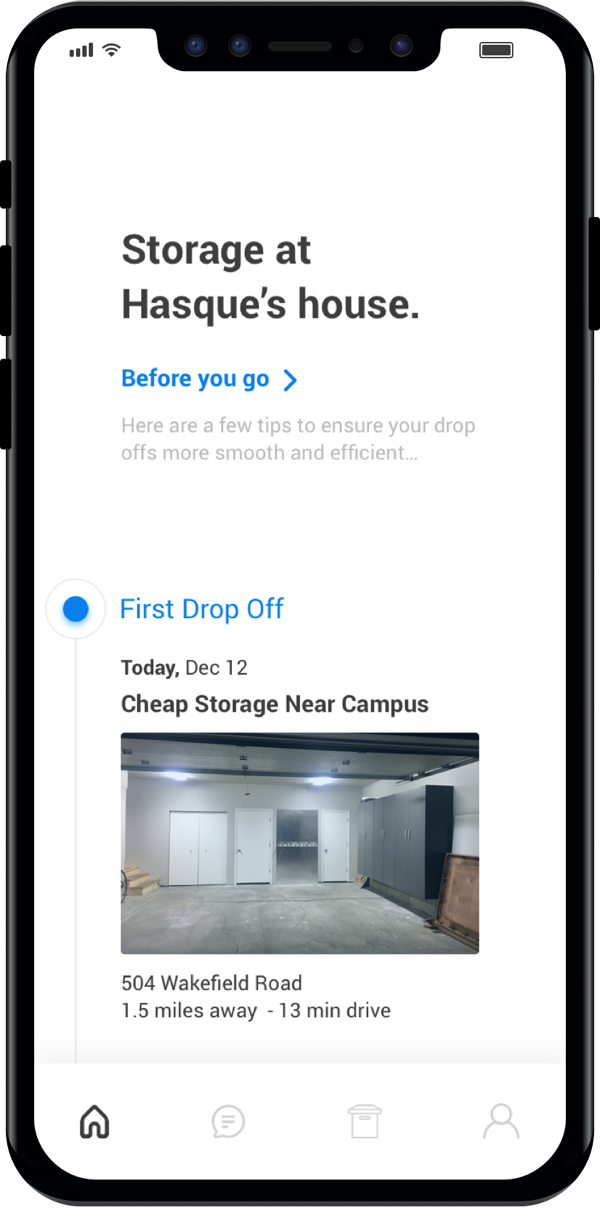 Storage at
Hasque’s house.
Before you go
Here are a few tips to ensure your drop
offs more smooth and efficient...
First Drop Off
Today, Dec 12
Cheap Storage Near Campus
504 Wakefield Road
1.5 miles away - 13 min drive